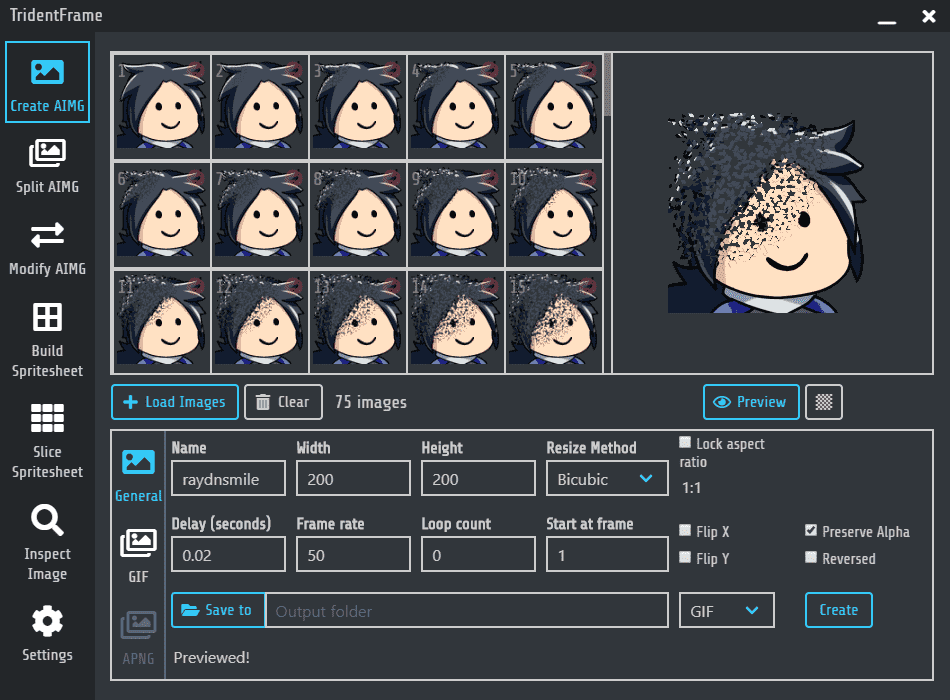 TridentFrame
Create AIMG
Split AIMG
Modify AIMG
Build
Spritesheet
Slice
Spritesheet
Inspect
Image
Settings
1 2 3 4 5
6 7 8 9 10
11 12 13 14 15
Load Images Clear 75 images Preview
General
GIF
APNG
Name Width Height Resize Method
raydnsmile 200 200 Bicubic
Lock aspect
ratio
1:1
Delay (seconds) Frame rate Loop count Start at frame
0.02 50 0 1
Flip X Preserve Alpha
Flip Y Reversed
Save to Output folder GIF Create
Previewed!